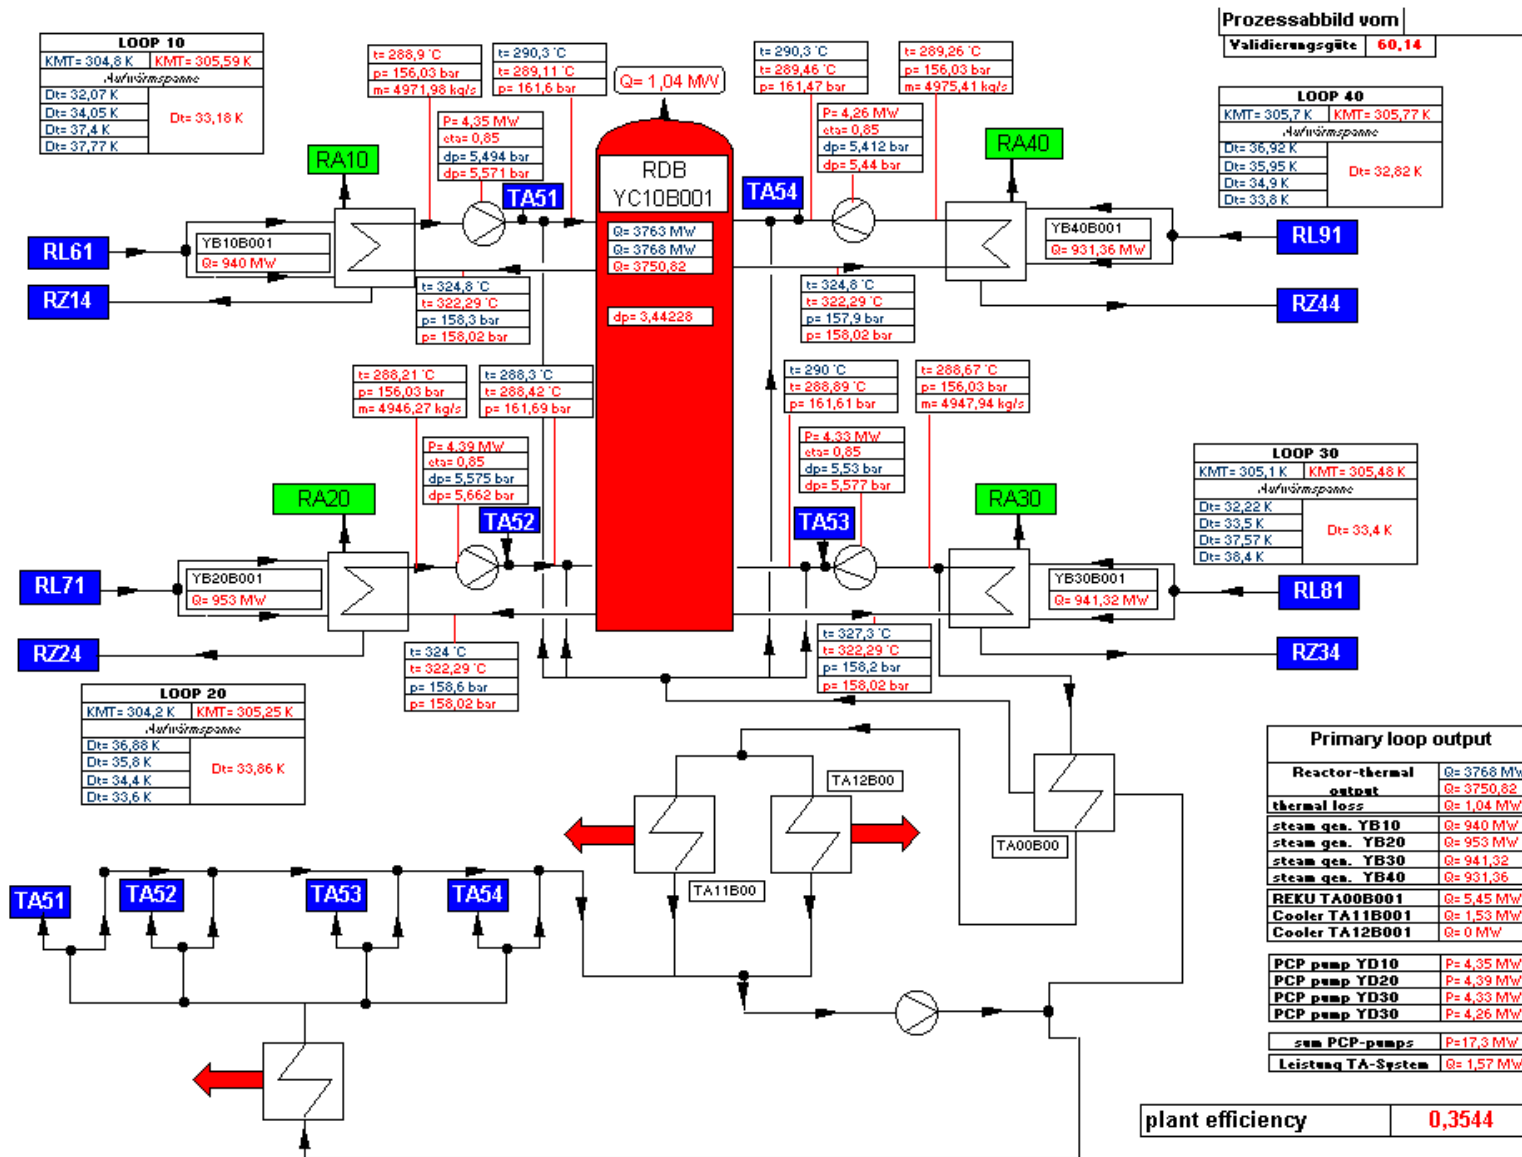 Prozessabbild vom
Validierungsgüte 60,14
LOOP 10
KMT= 304,8 K KMT= 305,59 K
Aufwärmspanne
Dt= 32,07 K
Dt= 34,05 K
Dt= 37,4 K
Dt= 37,77 K
Dt= 33,18 K
t= 288,9 °C
p= 156,03 bar
m= 4971,98 kg/s
t= 290,3 °C
t= 289,11 °C
p= 161,6 bar
Q= 1,04 MW
t= 290,3 °C
t= 289,46 °C
p= 161,47 bar
t= 289,26 °C
p= 156,03 bar
m= 4975,41 kg/s
LOOP 40
KMT= 305,7 K KMT= 305,77 K
Aufwärmspanne
Dt= 36,92 K
Dt= 35,95 K
Dt= 34,9 K
Dt= 33,8 K
Dt= 32,82 K
P= 4,35 MW
eta= 0,85
dp= 5,494 bar
dp= 5,571 bar
P= 4,26 MW
eta= 0,85
dp= 5,412 bar
dp= 5,44 bar
RA10
TA51
RDB
YC10B001
TA54
RA40
Q= 3763 MW
Q= 3768 MW
Q= 3750,82
dp= 3,44228
RL61
YB10B001
Q= 940 MW
YB40B001
Q= 931,36 MW
RL91
RZ14
RZ44
t= 324,8 °C
t= 322,29 °C
p= 158,3 bar
p= 158,02 bar
t= 324,8 °C
t= 322,29 °C
p= 157,9 bar
p= 158,02 bar
t= 288,21 °C
p= 156,03 bar
m= 4946,27 kg/s
t= 288,3 °C
t= 288,42 °C
p= 161,69 bar
t= 290 °C
t= 288,89 °C
p= 161,61 bar
t= 288,67 °C
p= 156,03 bar
m= 4947,94 kg/s
P= 4,39 MW
eta= 0,85
dp= 5,575 bar
dp= 5,662 bar
P= 4,33 MW
eta= 0,85
dp= 5,53 bar
dp= 5,577 bar
LOOP 30
KMT= 305,1 K KMT= 305,48 K
Aufwärmspanne
Dt= 32,22 K
Dt= 33,5 K
Dt= 37,57 K
Dt= 38,4 K
Dt= 33,4 K
RA20
TA52
TA53
RA30
RL71
YB20B001
Q= 953 MW
YB30B001
Q= 941,32 MW
RL81
RZ24
RZ34
t= 324 °C
t= 322,29 °C
p= 158,6 bar
p= 158,02 bar
t= 327,3 °C
t= 322,29 °C
p= 158,2 bar
p= 158,02 bar
LOOP 20
KMT= 304,2 K KMT= 305,25 K
Aufwärmspanne
Dt= 36,88 K
Dt= 35,8 K
Dt= 34,4 K
Dt= 33,6 K
Dt= 33,86 K
TA12B00
TA00B00
TA11B00
TA51
TA52
TA53
TA54
Primary loop output
Reactor-thermal output Q= 3768 MW
Q= 3750,82
thermal loss Q= 1,04 MW
steam gen. YB10 Q= 940 MW
steam gen. YB20 Q= 953 MW
steam gen. YB30 Q= 941,32
steam gen. YB40 Q= 931,36
REKU TA00B001 Q= 5,45 MW
Cooler TA11B001 Q= 1,53 MW
Cooler TA12B001 Q= 0 MW
PCP pump YD10 P= 4,35 MW
PCP pump YD20 P= 4,39 MW
PCP pump YD30 P= 4,33 MW
PCP pump YD30 P= 4,26 MW
sum PCP-pumps P=17,3 MW
Leistung TA-System Q= 1,57 MW
plant efficiency 0,3544